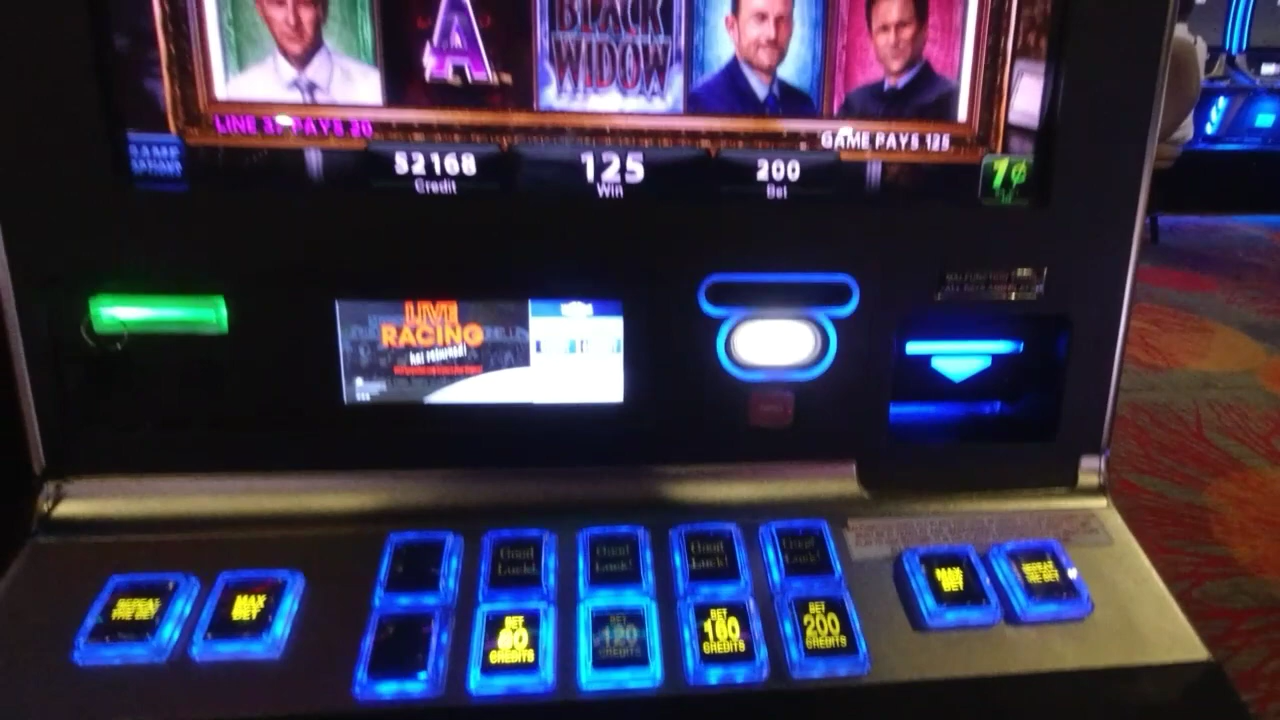 A
BLACK
WIDOW
LINE 37 PAYS 20
GAME PAYS 125
GAME
52168
125
200
Credit
Win
Bet
1¢
LIVE
RACING
has returned!
Good
Luck!
Good
Luck!
Good
Luck!
Good
Luck!
REPEAT
THE BET
MAX
BET
BET
80
CREDITS
BET
120
CREDITS
BET
160
CREDITS
BET
200
CREDITS
MAX
BET
REPEAT
THE BET